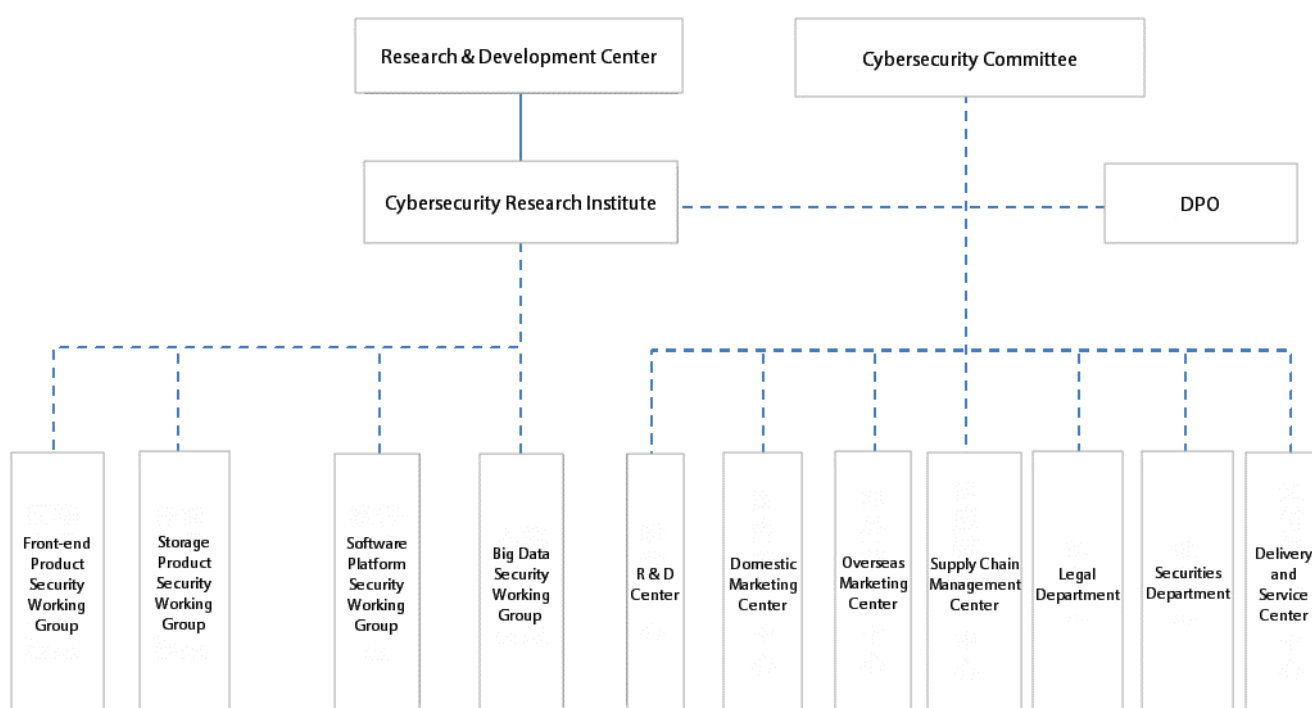 Research & Development Center
Cybersecurity Committee
Cybersecurity Research Institute
DPO
Front-end
Product
Security
Working
Group
Storage
Product
Security
Working
Group
Software
Platform
Security
Working
Group
Big Data
Security
Working
Group
R & D
Center
Domestic
Marketing
Center
Overseas
Marketing
Center
Supply Chain
Management
Center
Legal
Department
Securities
Department
Delivery
and
Service
Center